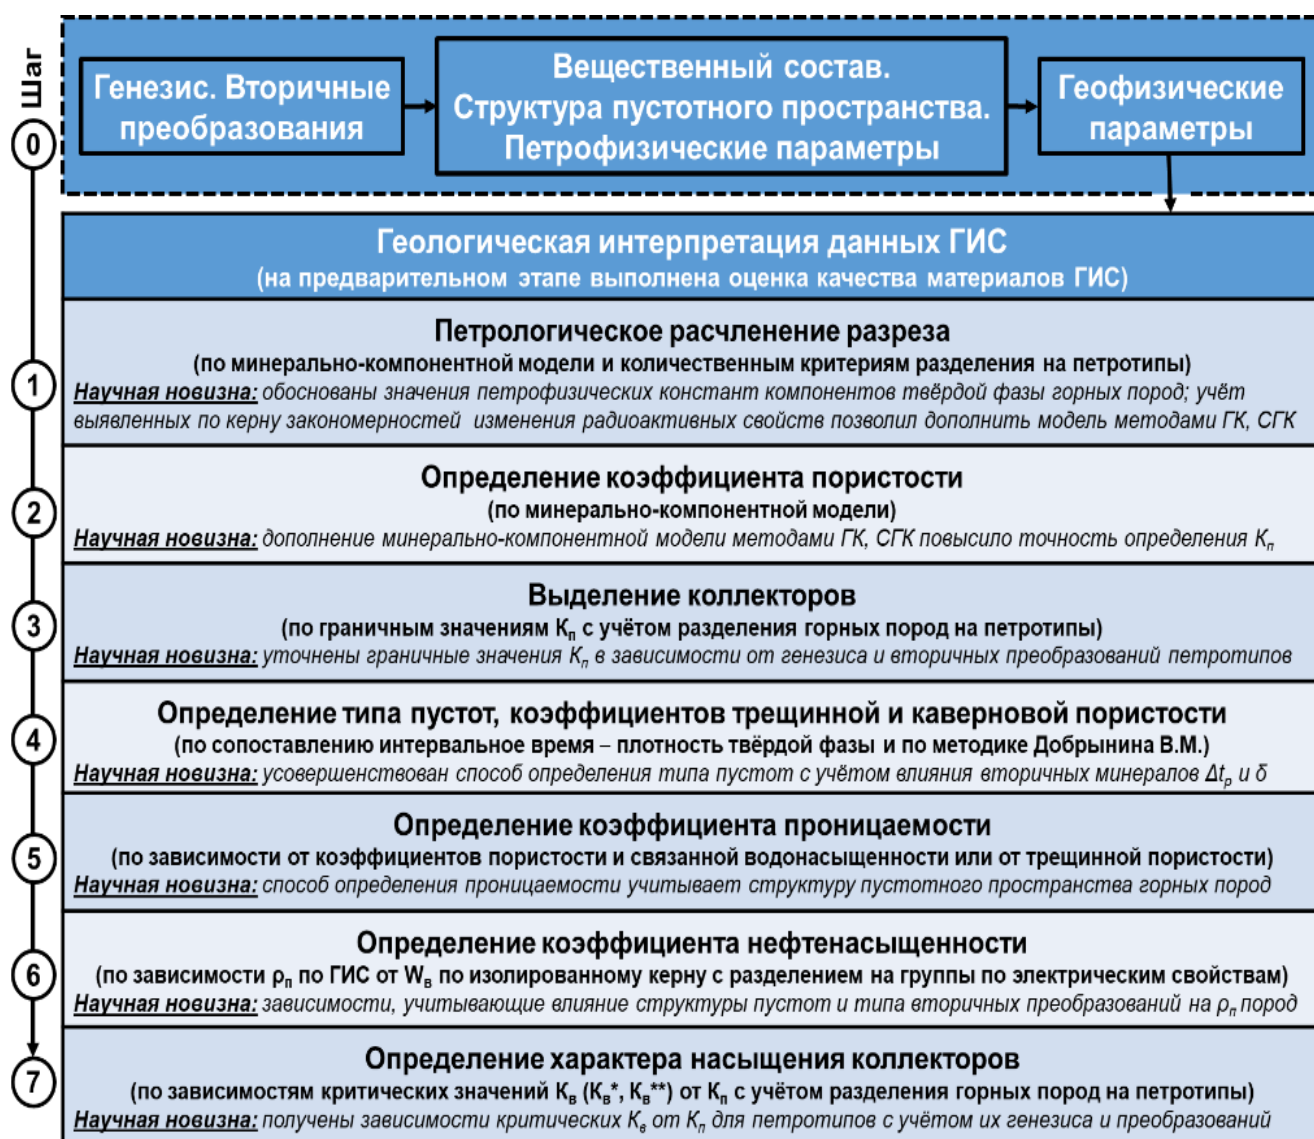 Шаг
0
Генезис. Вторичные
преобразования
Вещественный состав.
Структура пустотного пространства.
Петрофизические параметры
Геофизические
параметры
Геологическая интерпретация данных ГИС
(на предварительном этапе выполнена оценка качества материалов ГИС)
1
Петрологическое расчленение разреза
(по минерально-компонентной модели и количественным критериям разделения на петротипы)
Научная новизна: обоснованы значения петрофизических констант компонентов твёрдой фазы горных пород; учёт
выявленных по керну закономерностей изменения радиоактивных свойств позволил дополнить модель методами ГК, СГК
2
Определение коэффициента пористости
(по минерально-компонентной модели)
Научная новизна: дополнение минерально-компонентной модели методами ГК, СГК повысило точность определения Kп
3
Выделение коллекторов
(по граничным значениям Kп с учётом разделения горных пород на петротипы)
Научная новизна: уточнены граничные значения Kп в зависимости от генезиса и вторичных преобразований петротипов
4
Определение типа пустот, коэффициентов трещинной и каверновой пористости
(по сопоставлению интервальное время – плотность твёрдой фазы и по методике Добрынина В.М.)
Научная новизна: усовершенствован способ определения типа пустот с учётом влияния вторичных минералов Δtр и δ
5
Определение коэффициента проницаемости
(по зависимости от коэффициентов пористости и связанной водонасыщенности или от трещинной пористости)
Научная новизна: способ определения проницаемости учитывает структуру пустотного пространства горных пород
6
Определение коэффициента нефтенасыщенности
(по зависимости ρп по ГИС от Wв по изолированному керну с разделением на группы по электрическим свойствам)
Научная новизна: зависимости, учитывающие влияние структуры пустот и типа вторичных преобразований на ρп пород
7
Определение характера насыщения коллекторов
(по зависимостям критических значений Kв (Kв*, Kв**) от Kп с учётом разделения горных пород на петротипы)
Научная новизна: получены зависимости критических Kв от Kп для петротипов с учётом их генезиса и преобразований